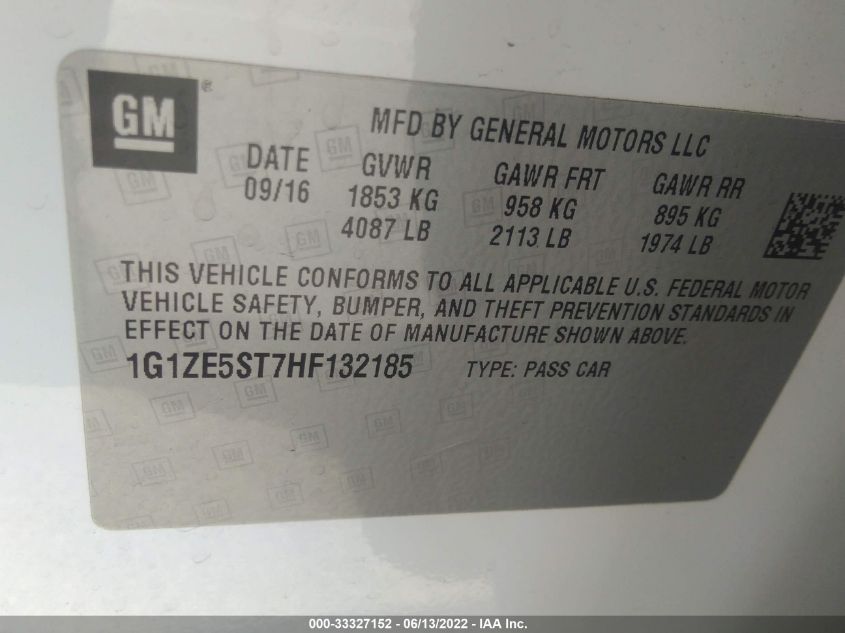 GM ®
MFD BY GENERAL MOTORS LLC
DATE GVWR GAWR FRT GAWR RR
09/16 1853 KG 958 KG 895 KG
4087 LB 2113 LB 1974 LB
THIS VEHICLE CONFORMS TO ALL APPLICABLE U.S. FEDERAL MOTOR
VEHICLE SAFETY, BUMPER, AND THEFT PREVENTION STANDARDS IN
EFFECT ON THE DATE OF MANUFACTURE SHOWN ABOVE.
1G1ZE5ST7HF132185 TYPE: PASS CAR
000-33327152 - 06/13/2022 - IAA Inc.